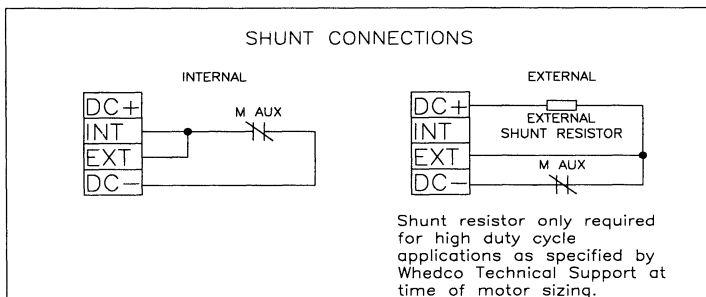 SHUNT CONNECTIONS
INTERNAL
DC+
INT
EXT
DC-
M AUX
EXTERNAL
DC+
INT
EXT
DC-
EXTERNAL
SHUNT RESISTOR
M AUX
Shunt resistor only required
for high duty cycle
applications as specified by
Whedco Technical Support at
time of motor sizing.